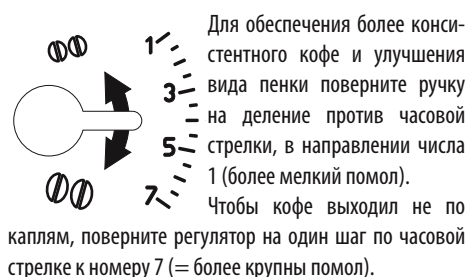 Для обеспечения более конси-
стентного кофе и улучшения
вида пенки поверните ручку
на деление против часовой
стрелки, в направлении числа
1 (более мелкий помол).
Чтобы кофе выходил не по
каплям, поверните регулятор на один шаг по часовой
стрелке к номеру 7 (= более крупны помол).
1
3
5
7